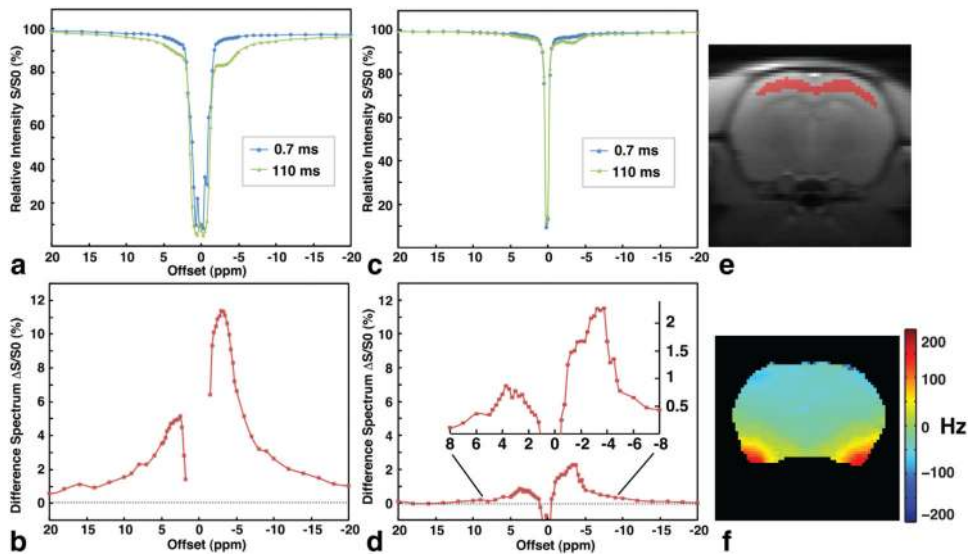 Relative Intensity S/S0 (%)
100
80
60
40
20
0.7 ms
110 ms
20 15 10 5 0 -5 -10 -15 -20
Offset (ppm)
a
Relative Intensity S/S0 (%)
100
80
60
40
20
0.7 ms
110 ms
20 15 10 5 0 -5 -10 -15 -20
Offset (ppm)
c
e
Difference Spectrum ΔS/S0 (%)
12
10
8
6
4
2
0
20 15 10 5 0 -5 -10 -15 -20
Offset (ppm)
b
Difference Spectrum ΔS/S0 (%)
12
10
8
6
4
2
0
2
1.5
1
0.5
8 6 4 2 0 -2 -4 -6 -8
20 15 10 5 0 -5 -10 -15 -20
Offset (ppm)
d
200
100
0
-100
-200
Hz
f